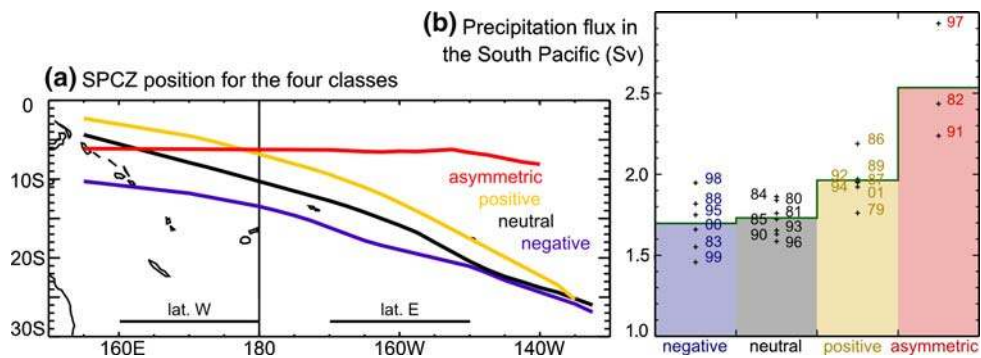 (a) SPCZ position for the four classes
0
10S
20S
30S
asymmetric
positive
neutral
negative
lat. W
lat. E
160E
180
160W
140W
(b) Precipitation flux in
the South Pacific (Sv)
2.5
2.0
1.5
1.0
98
88
95
00
83
99
84 80
81
85
93
90
96
86
89
92 87
94
01
79
97
82
91
negative neutral positive asymmetric